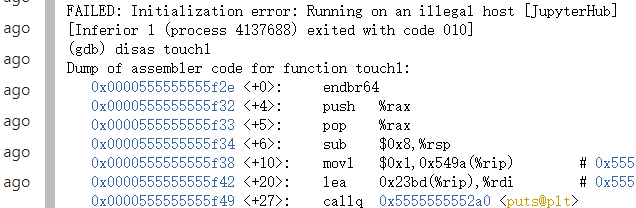 FAILED: Initialization error: Running on an illegal host [JupyterHub]
ago
[Inferior 1 (process 4137688) exited with code 010]
(gdb) disas touch1
ago
Dump of assembler code for function touch1:
0x0000555555555f2e <+0>: endbr64
ago
0x0000555555555f32 <+4>: push %rax
0x0000555555555f33 <+5>: pop %rax
ago
0x0000555555555f34 <+6>: sub $0x8,%rsp
ago
0x0000555555555f38 <+10>: movl $0x1,0x549a(%rip) # 0x555
0x0000555555555f42 <+20>: lea 0x23bd(%rip),%rdi # 0x555
ago
0x0000555555555f49 <+27>: callq 0x5555555552a0 <puts@plt>